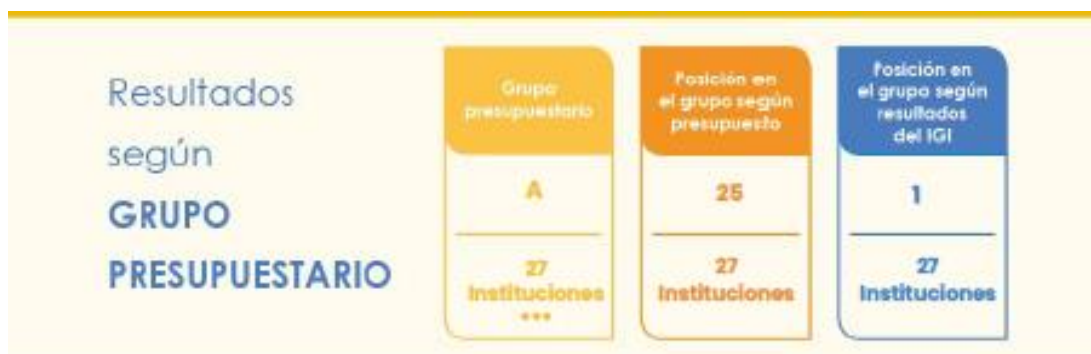 Resultados
según
GRUPO
PRESUPUESTARIO
Grupo
presupuestario
A
27
Instituciones
***
Posición en
el grupo según
presupuesto
25
27
Instituciones
Posición en
el grupo según
resultados
del IGI
1
27
Instituciones